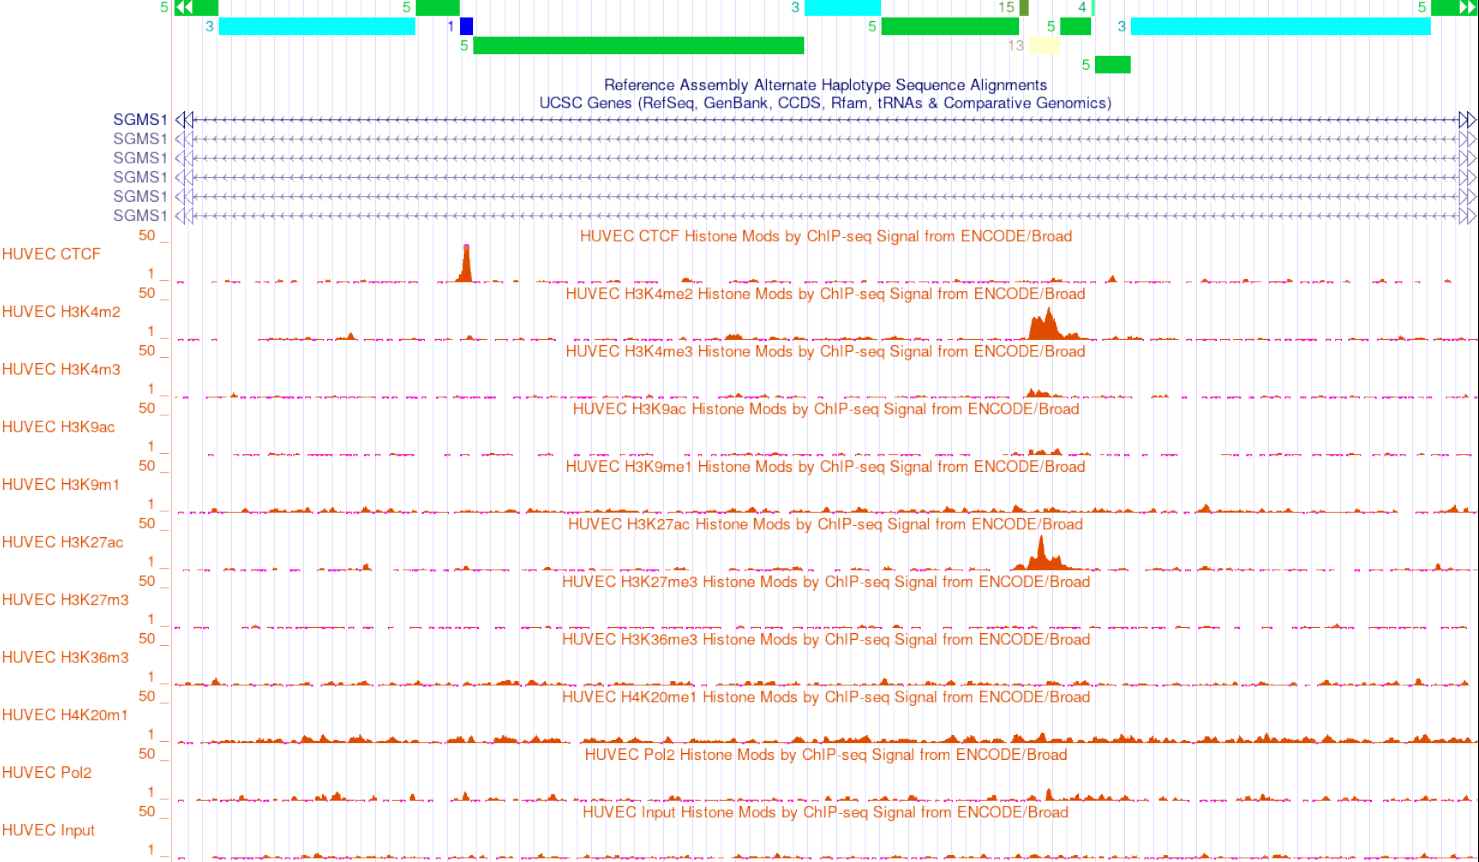 5 5 3 15 4 5
3 1 5 5 3
5 13
5
Reference Assembly Alternate Haplotype Sequence Alignments
UCSC Genes (RefSeq, GenBank, CCDS, Rfam, tRNAs & Comparative Genomics)
SGMS1
SGMS1
SGMS1
SGMS1
SGMS1
SGMS1
50 _ HUVEC CTCF Histone Mods by ChIP-seq Signal from ENCODE/Broad
HUVEC CTCF
1 _
50 _ HUVEC H3K4me2 Histone Mods by ChIP-seq Signal from ENCODE/Broad
HUVEC H3K4m2
1 _
50 _ HUVEC H3K4me3 Histone Mods by ChIP-seq Signal from ENCODE/Broad
HUVEC H3K4m3
1 _
50 _ HUVEC H3K9ac Histone Mods by ChIP-seq Signal from ENCODE/Broad
HUVEC H3K9ac
1 _
50 _ HUVEC H3K9me1 Histone Mods by ChIP-seq Signal from ENCODE/Broad
HUVEC H3K9m1
1 _
50 _ HUVEC H3K27ac Histone Mods by ChIP-seq Signal from ENCODE/Broad
HUVEC H3K27ac
1 _
50 _ HUVEC H3K27me3 Histone Mods by ChIP-seq Signal from ENCODE/Broad
HUVEC H3K27m3
1 _
50 _ HUVEC H3K36me3 Histone Mods by ChIP-seq Signal from ENCODE/Broad
HUVEC H3K36m3
1 _
50 _ HUVEC H4K20me1 Histone Mods by ChIP-seq Signal from ENCODE/Broad
HUVEC H4K20m1
1 _
50 _ HUVEC Pol2 Histone Mods by ChIP-seq Signal from ENCODE/Broad
HUVEC Pol2
1 _
50 _ HUVEC Input Histone Mods by ChIP-seq Signal from ENCODE/Broad
HUVEC Input
1 _